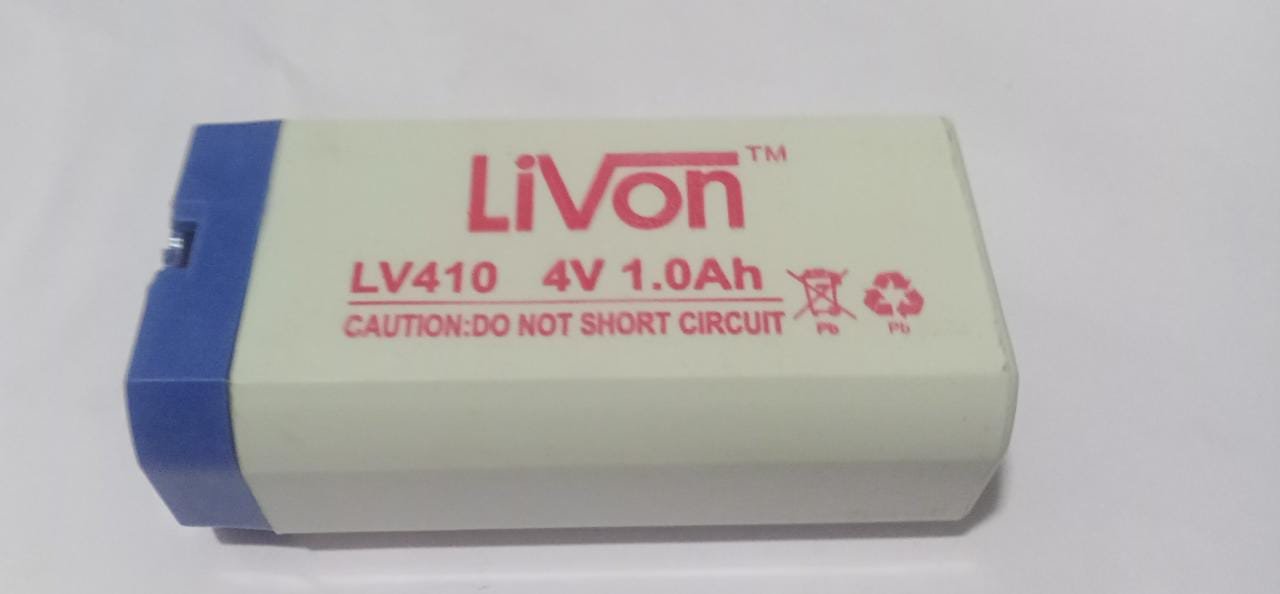 LiVon™
LV410 4V 1.0Ah
CAUTION:DO NOT SHORT CIRCUIT
Pb Pb